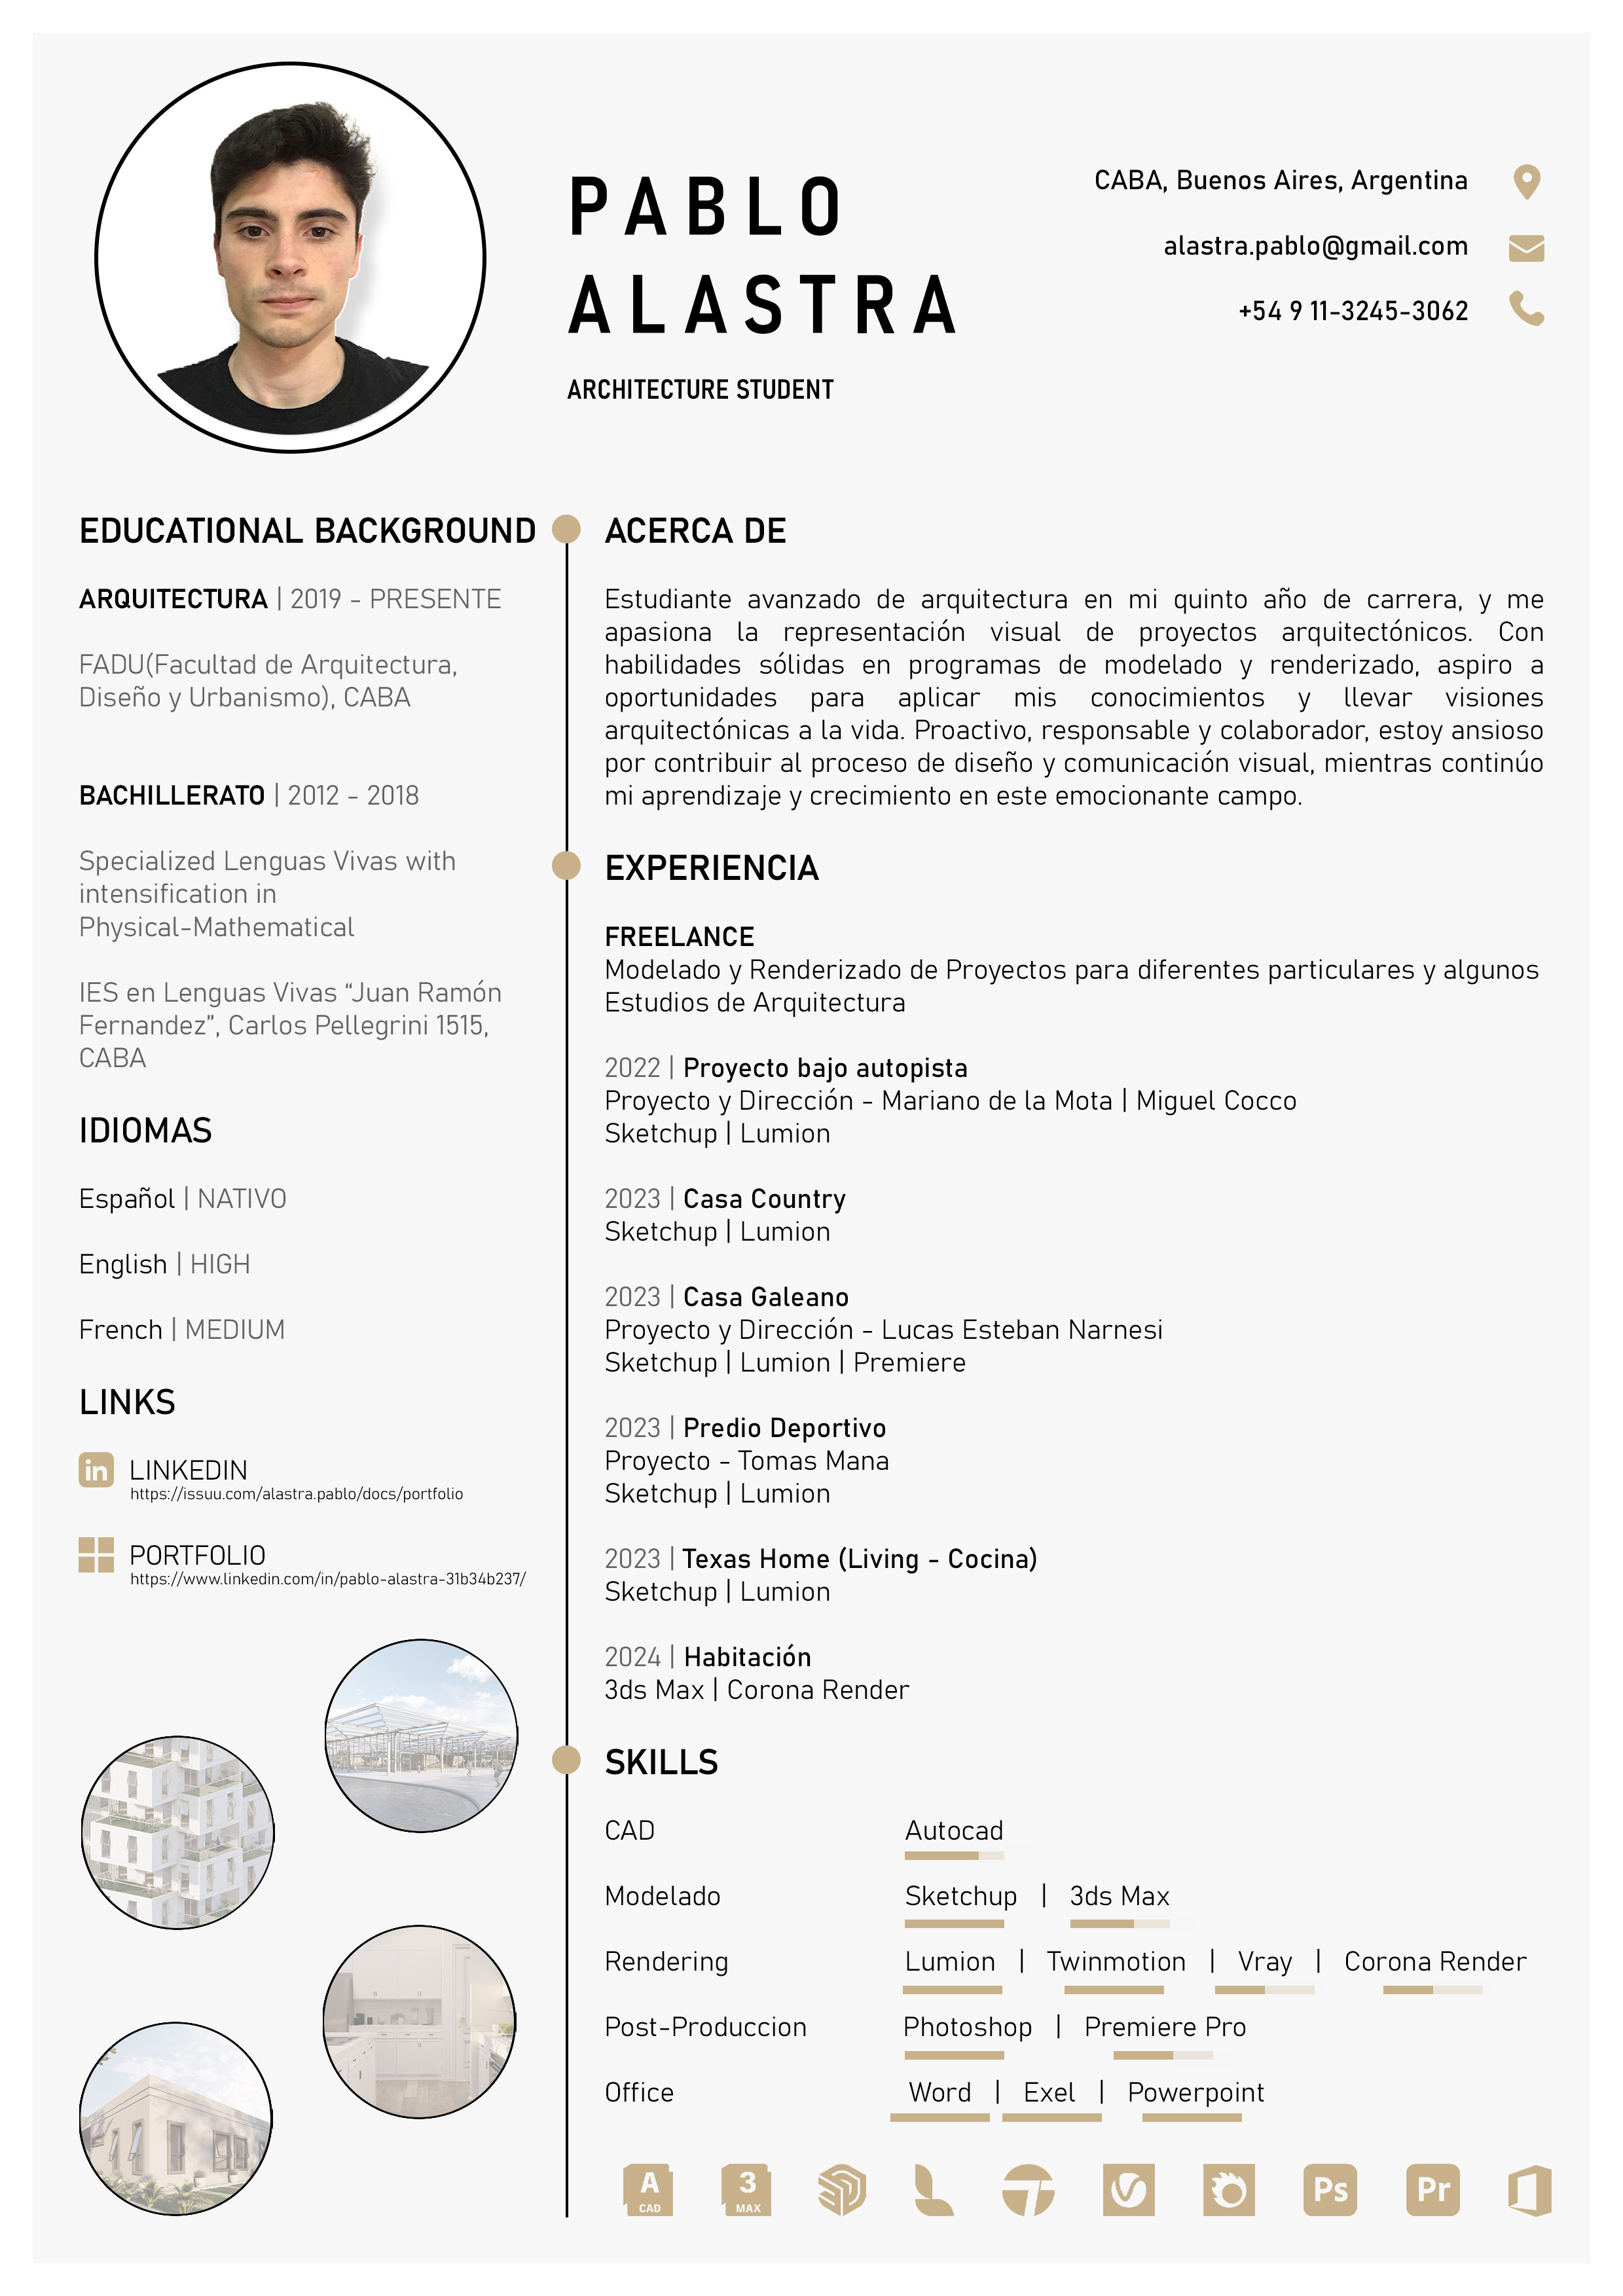 PABLO
ALASTRA
ARCHITECTURE STUDENT
CABA, Buenos Aires, Argentina
alastra.pablo@gmail.com
+54 9 11-3245-3062
EDUCATIONAL BACKGROUND
ARQUITECTURA | 2019 - PRESENTE
FADU(Facultad de Arquitectura,
Diseño y Urbanismo), CABA
BACHILLERATO | 2012 - 2018
Specialized Lenguas Vivas with
intensification in
Physical-Mathematical
IES en Lenguas Vivas “Juan Ramón
Fernandez”, Carlos Pellegrini 1515,
CABA
IDIOMAS
Español | NATIVO
English | HIGH
French | MEDIUM
LINKS
in
LINKEDIN
https://issuu.com/alastra.pablo/docs/portfolio
PORTFOLIO
https://www.linkedin.com/in/pablo-alastra-31b34b237/
ACERCA DE
Estudiante avanzado de arquitectura en mi quinto año de carrera, y me
apasiona la representación visual de proyectos arquitectónicos. Con
habilidades sólidas en programas de modelado y renderizado, aspiro a
oportunidades para aplicar mis conocimientos y llevar visiones
arquitectónicas a la vida. Proactivo, responsable y colaborador, estoy ansioso
por contribuir al proceso de diseño y comunicación visual, mientras continúo
mi aprendizaje y crecimiento en este emocionante campo.
EXPERIENCIA
FREELANCE
Modelado y Renderizado de Proyectos para diferentes particulares y algunos
Estudios de Arquitectura
2022 | Proyecto bajo autopista
Proyecto y Dirección - Mariano de la Mota | Miguel Cocco
Sketchup | Lumion
2023 | Casa Country
Sketchup | Lumion
2023 | Casa Galeano
Proyecto y Dirección - Lucas Esteban Narnesi
Sketchup | Lumion | Premiere
2023 | Predio Deportivo
Proyecto - Tomas Mana
Sketchup | Lumion
2023 | Texas Home (Living - Cocina)
Sketchup | Lumion
2024 | Habitación
3ds Max | Corona Render
SKILLS
CAD Autocad
Modelado Sketchup | 3ds Max
Rendering Lumion | Twinmotion | Vray | Corona Render
Post-Produccion Photoshop | Premiere Pro
Office Word | Exel | Powerpoint
A CAD
3 MAX
Ps
Pr